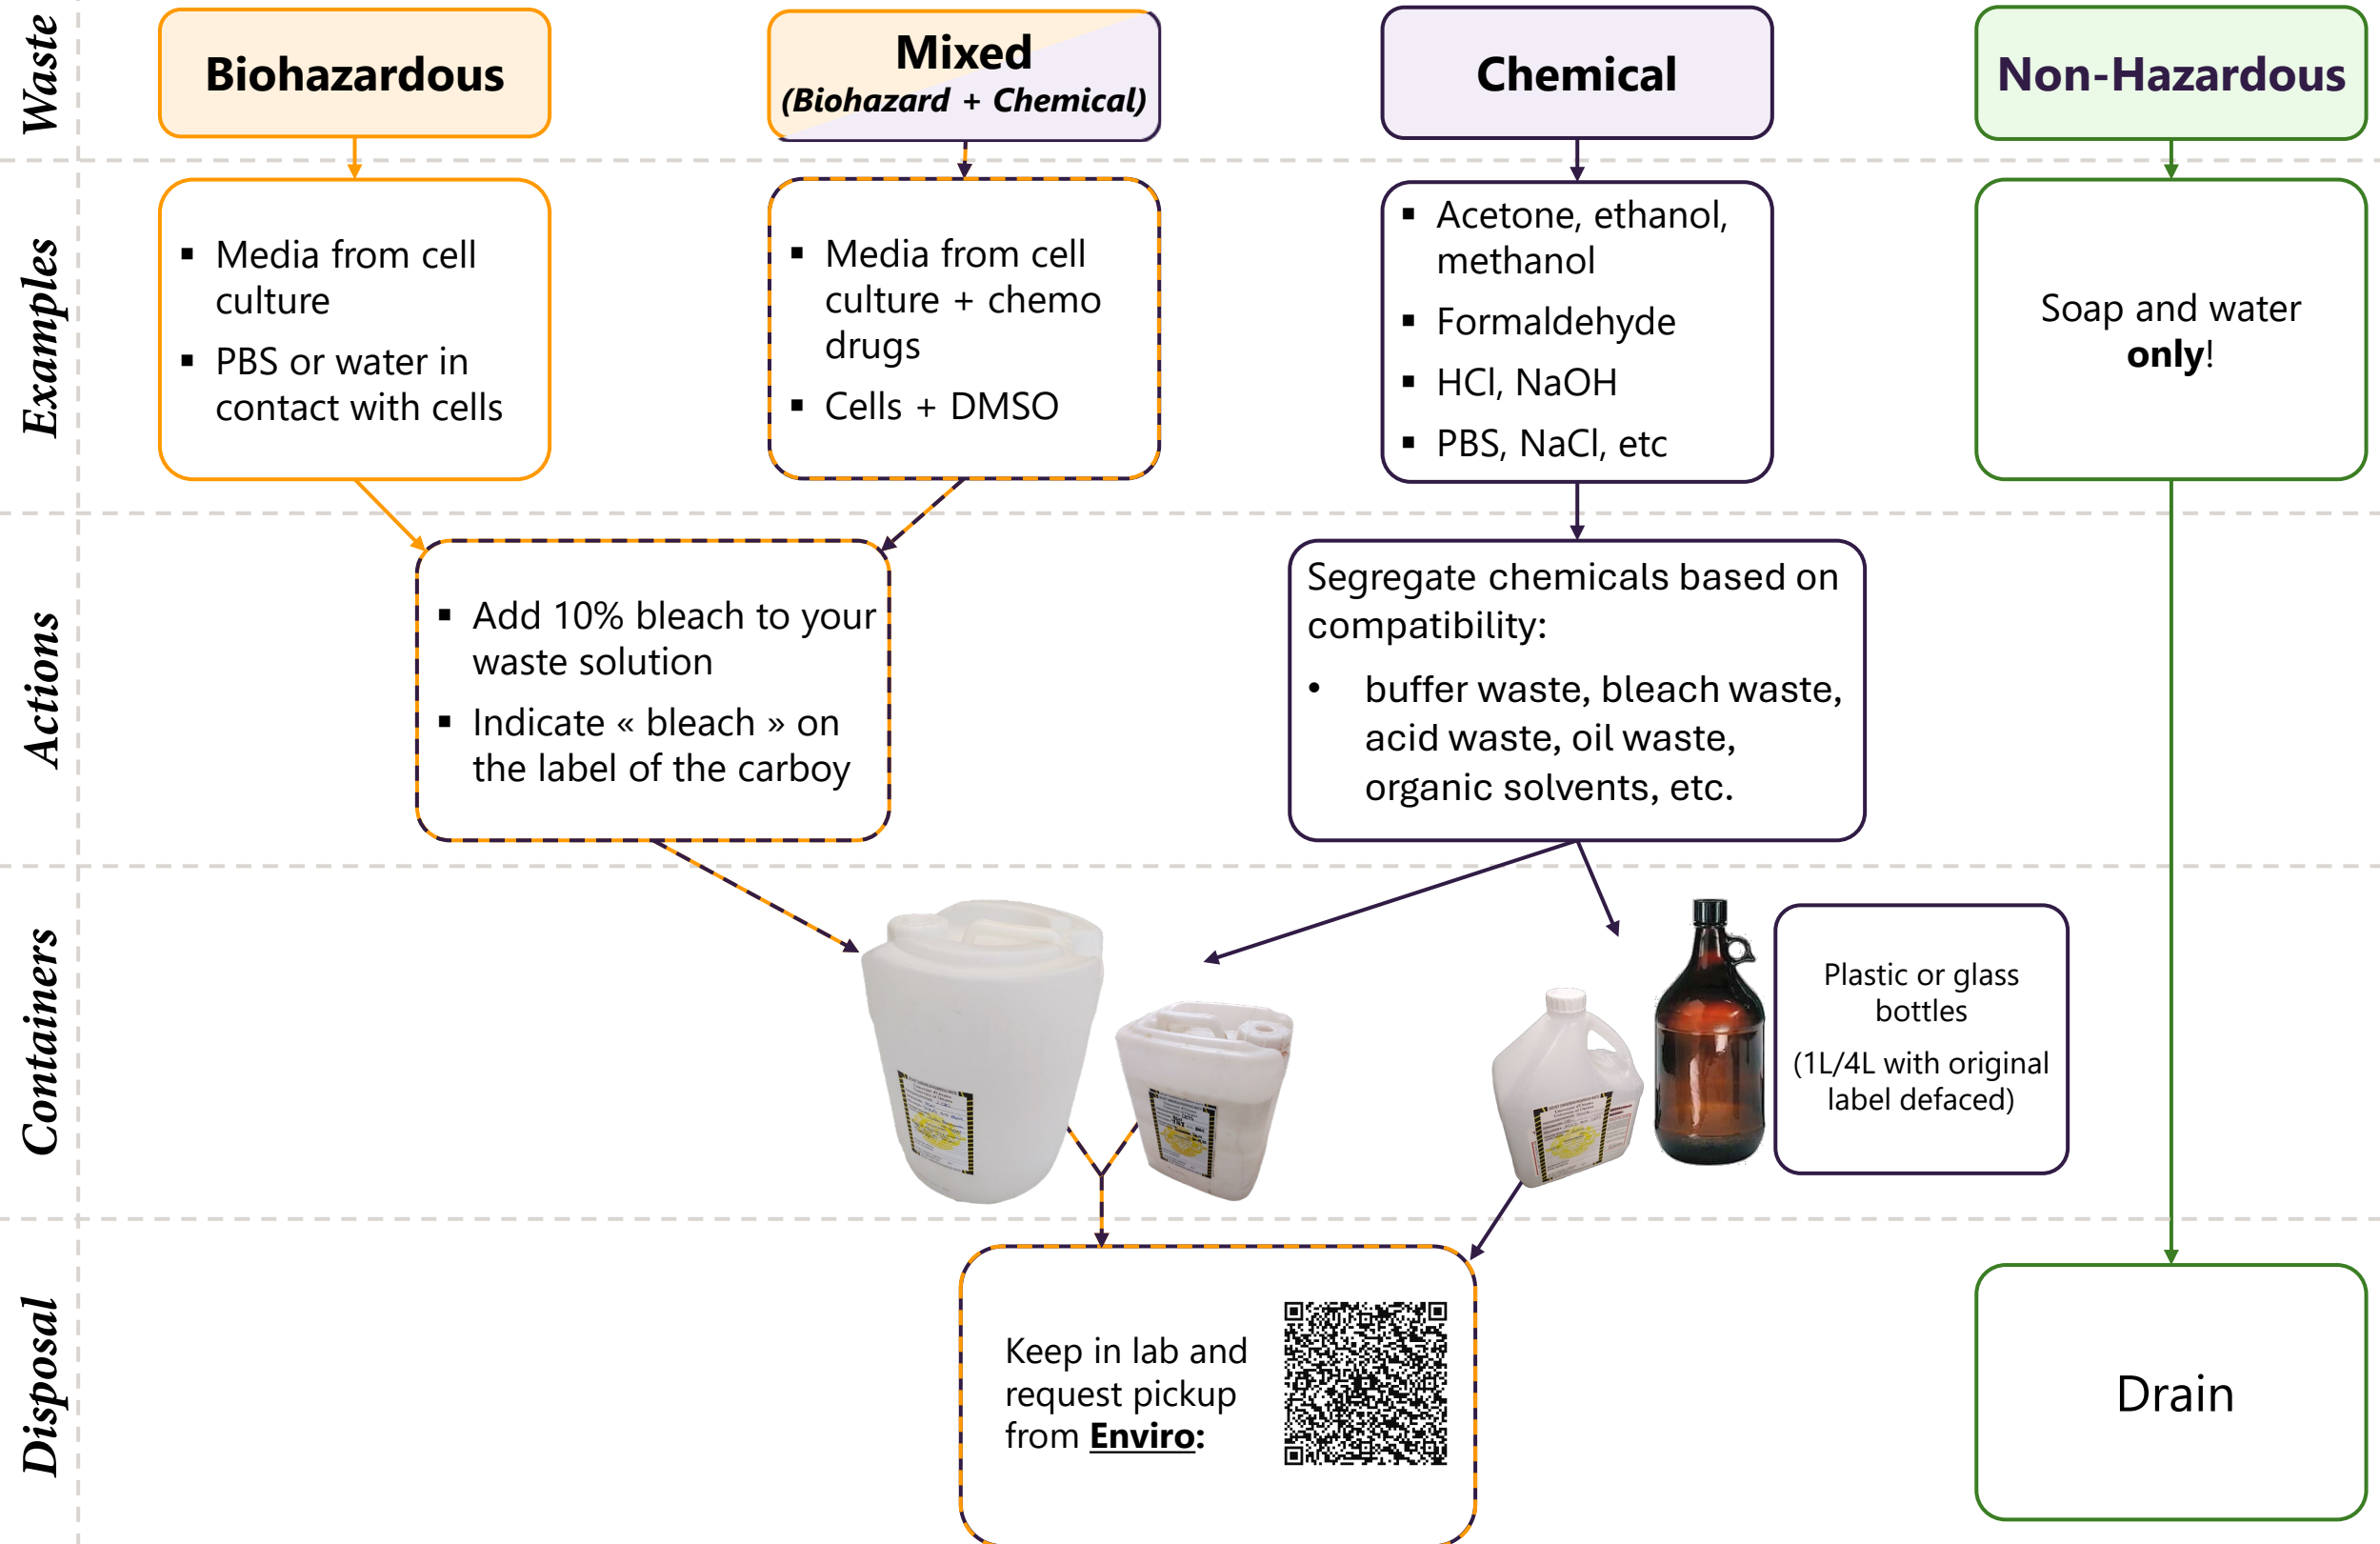 Waste
Biohazardous
Mixed
(Biohazard + Chemical)
Chemical
Non-Hazardous
Examples
▪ Media from cell
culture
▪ PBS or water in
contact with cells
▪ Media from cell
culture + chemo
drugs
▪ Cells + DMSO
▪ Acetone, ethanol,
methanol
▪ Formaldehyde
▪ HCl, NaOH
▪ PBS, NaCl, etc
Soap and water
only!
Actions
▪ Add 10% bleach to your
waste solution
▪ Indicate « bleach » on
the label of the carboy
Segregate chemicals based on
compatibility:
• buffer waste, bleach waste,
acid waste, oil waste,
organic solvents, etc.
Containers
Plastic or glass
bottles
(1L/4L with original
label defaced)
Disposal
Keep in lab and
request pickup
from Enviro:
Drain